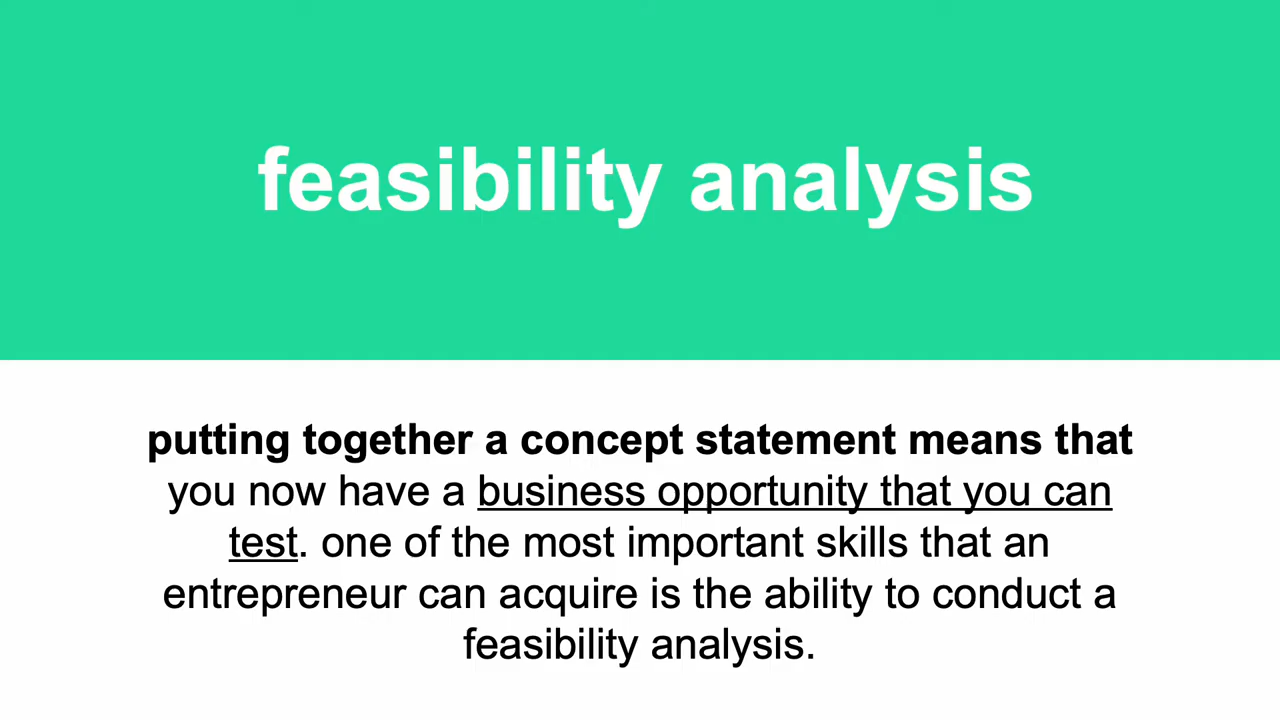 feasibility analysis
putting together a concept statement means that
you now have a business opportunity that you can
test. one of the most important skills that an
entrepreneur can acquire is the ability to conduct a
feasibility analysis.